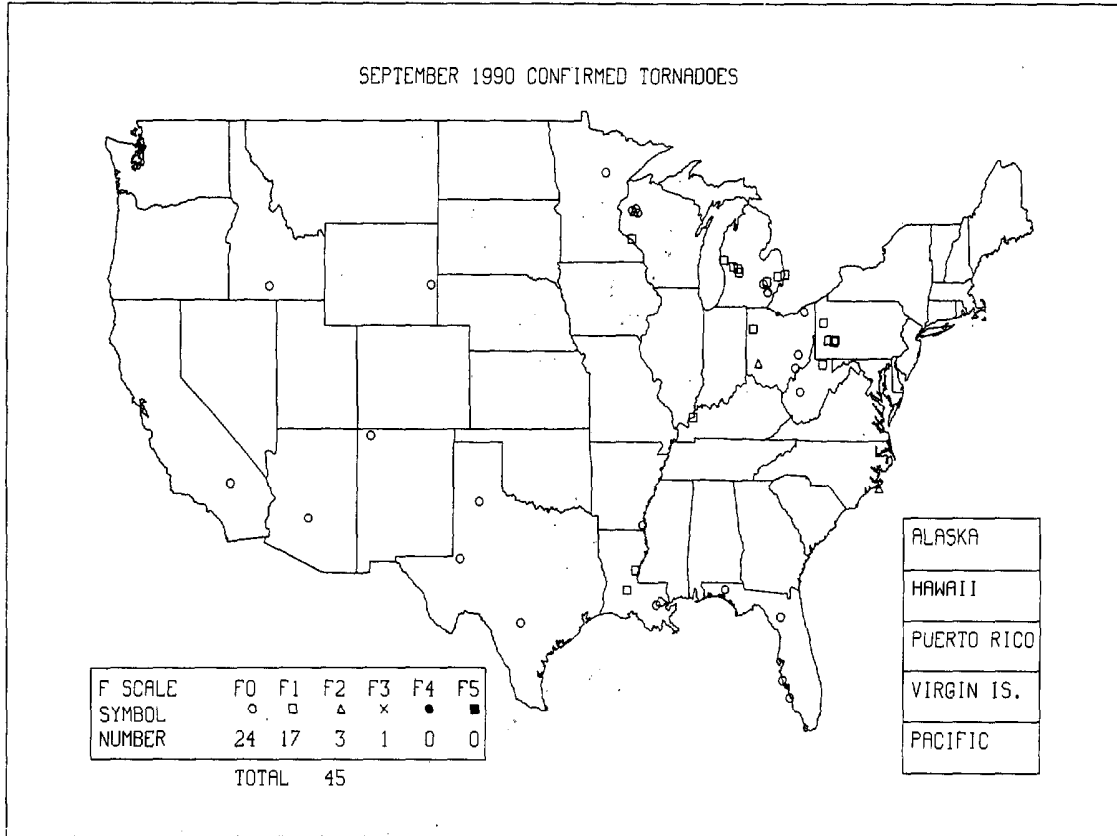 SEPTEMBER 1990 CONFIRMED TORNADOES
ALASKA
HAWAII
PUERTO RICO
VIRGIN IS.
PACIFIC
F SCALE F0 F1 F2 F3 F4 F5
SYMBOL
NUMBER 24 17 3 1 0 0
TOTAL 45